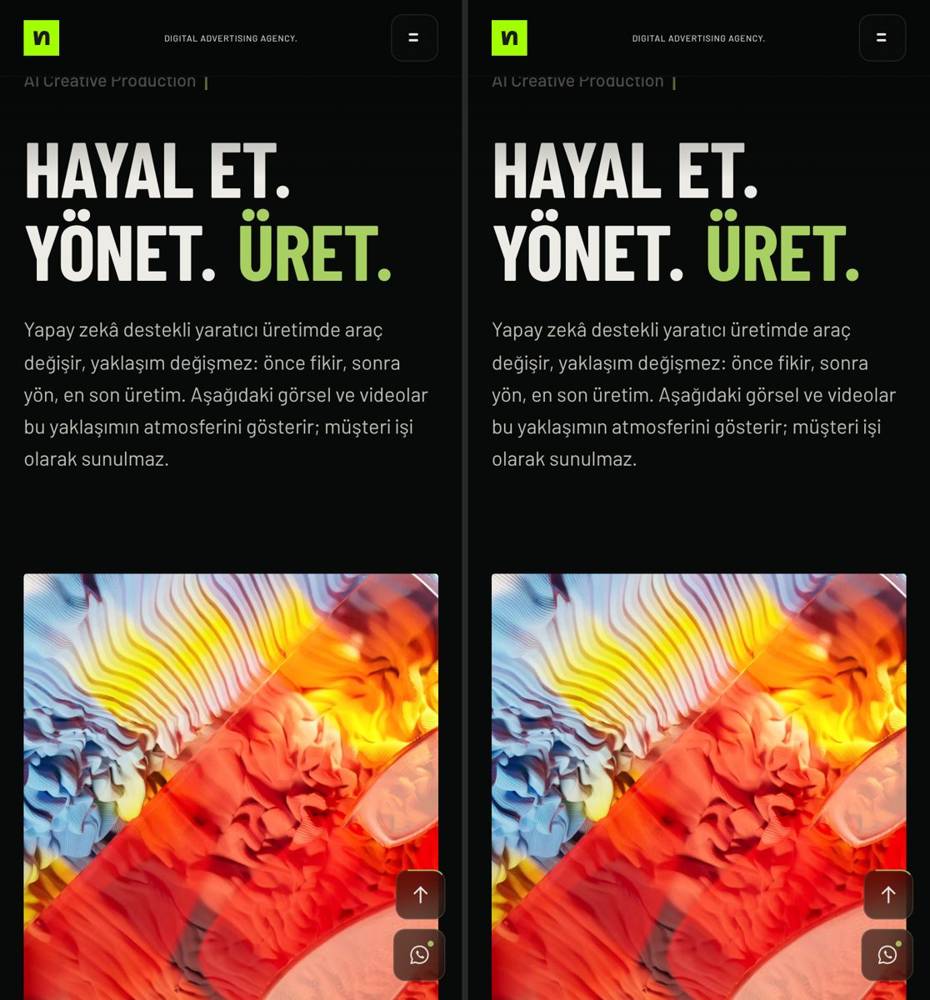 n
DIGITAL ADVERTISING AGENCY.
AI Creative Production
HAYAL ET.
YÖNET. ÜRET.
Yapay zekâ destekli yaratıcı üretimde araç
değişir, yaklaşım değişmez: önce fikir, sonra
yön, en son üretim. Aşağıdaki görsel ve videolar
bu yaklaşımın atmosferini gösterir; müşteri işi
olarak sunulmaz.
n
DIGITAL ADVERTISING AGENCY.
AI Creative Production
HAYAL ET.
YÖNET. ÜRET.
Yapay zekâ destekli yaratıcı üretimde araç
değişir, yaklaşım değişmez: önce fikir, sonra
yön, en son üretim. Aşağıdaki görsel ve videolar
bu yaklaşımın atmosferini gösterir; müşteri işi
olarak sunulmaz.